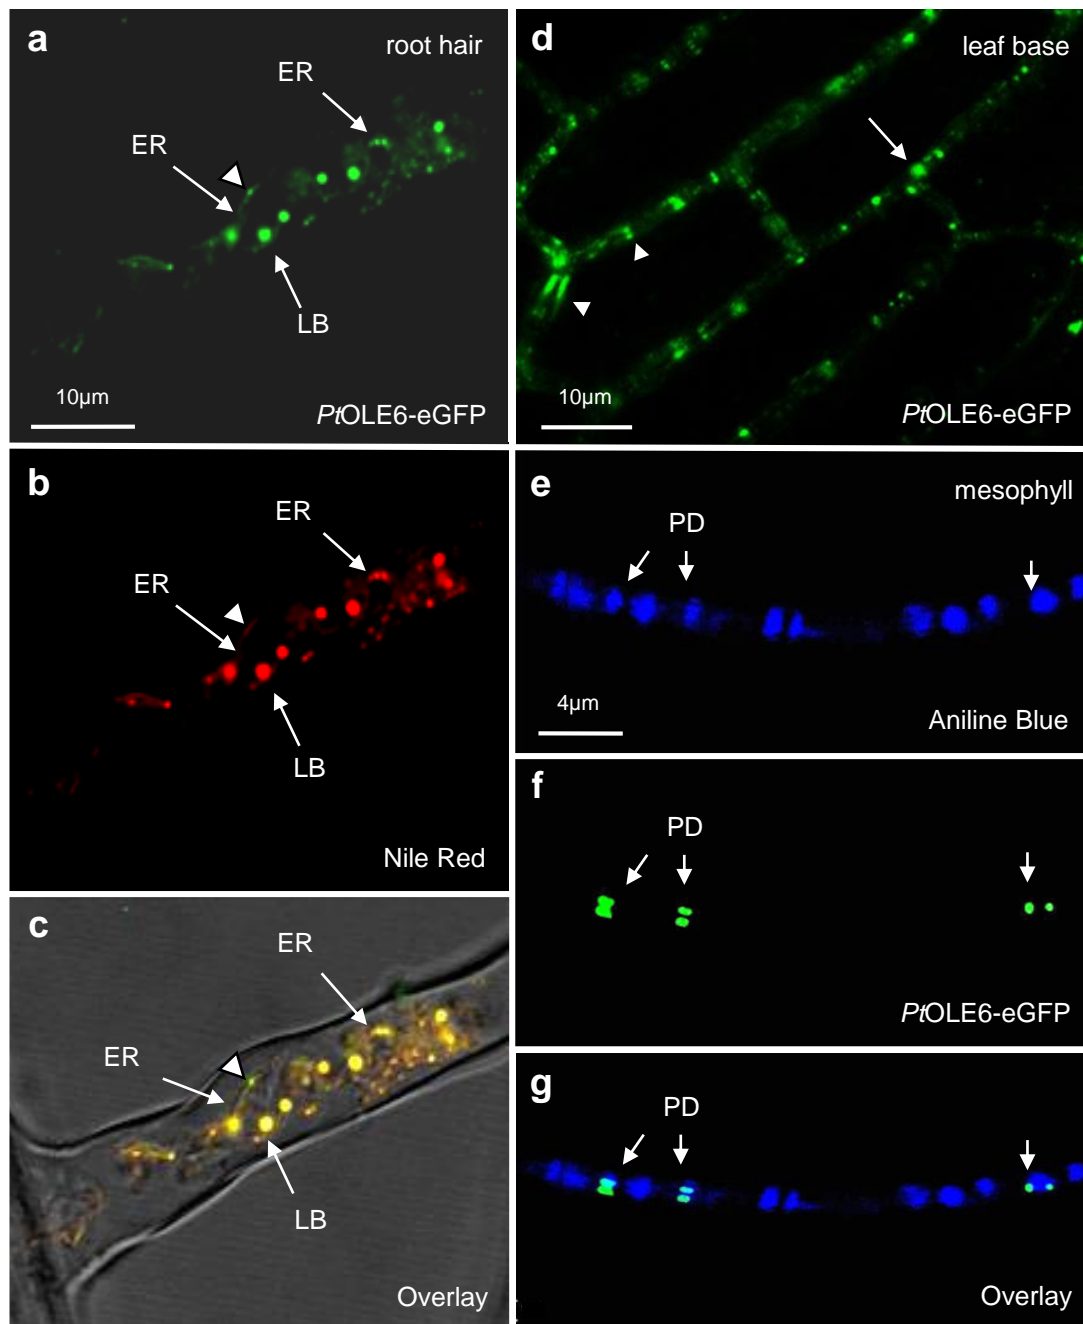 a
root hair
ER
ER
LB
10µm
PtOLE6-eGFP
b
ER
ER
LB
Nile Red
c
ER
ER
LB
Overlay
d
leaf base
10µm
PtOLE6-eGFP
e
mesophyll
PD
4µm
Aniline Blue
f
PD
PtOLE6-eGFP
g
PD
Overlay